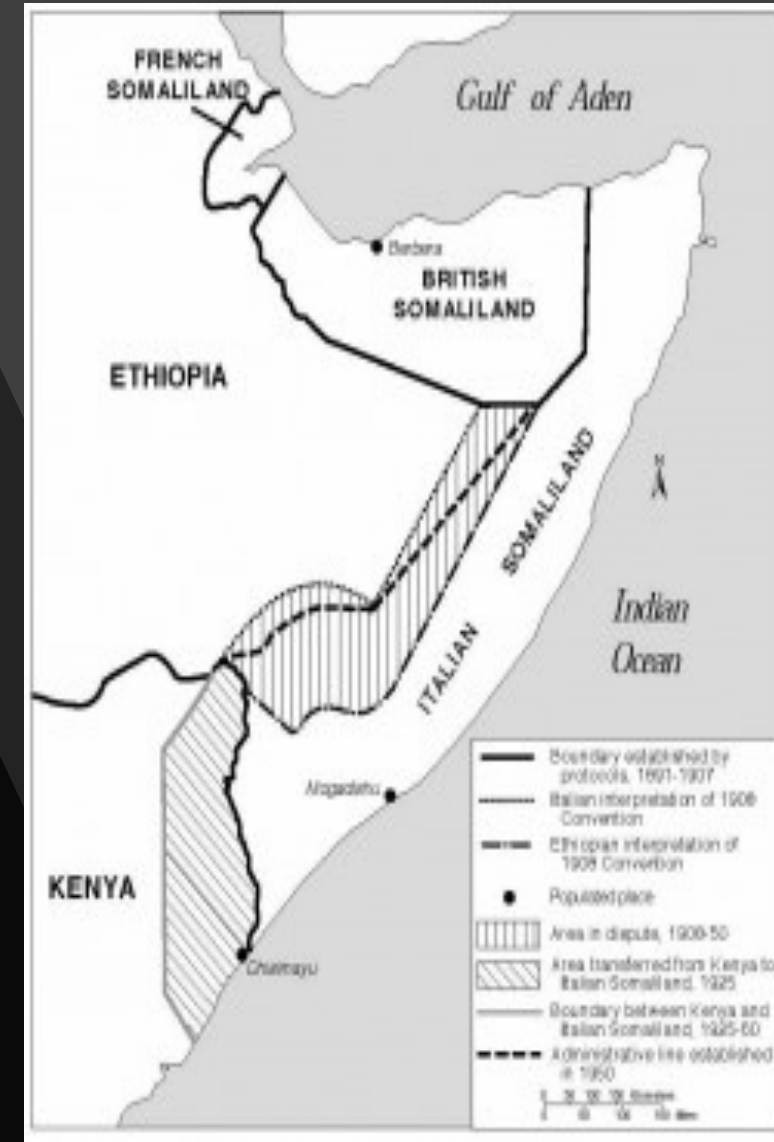 FRENCH
SOMALILAND
Gulf of Aden
Berbera
BRITISH
SOMALILAND
ETHIOPIA
ITALIAN SOMALILAND
N
Indian
Ocean
Mogadishu
KENYA
Chisimayu
Boundary established by
protocols, 1891-1907
Italian interpretation of 1908
Convention
Ethiopian interpretation of
1908 Convention
Populated place
Area in dispute, 1908-50
Area transferred from Kenya to
Italian Somaliland, 1925
Boundary between Kenya and
Italian Somaliland, 1925-60
Administrative line established
in 1950